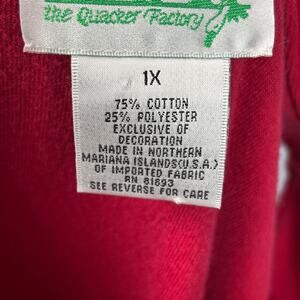 the Quacker Factory
1X
75% COTTON
25% POLYESTER
EXCLUSIVE OF
DECORATION
MADE IN NORTHERN
MARIANA ISLANDS(U.S.A.)
OF IMPORTED FABRIC
RN 81693
SEE REVERSE FOR CARE